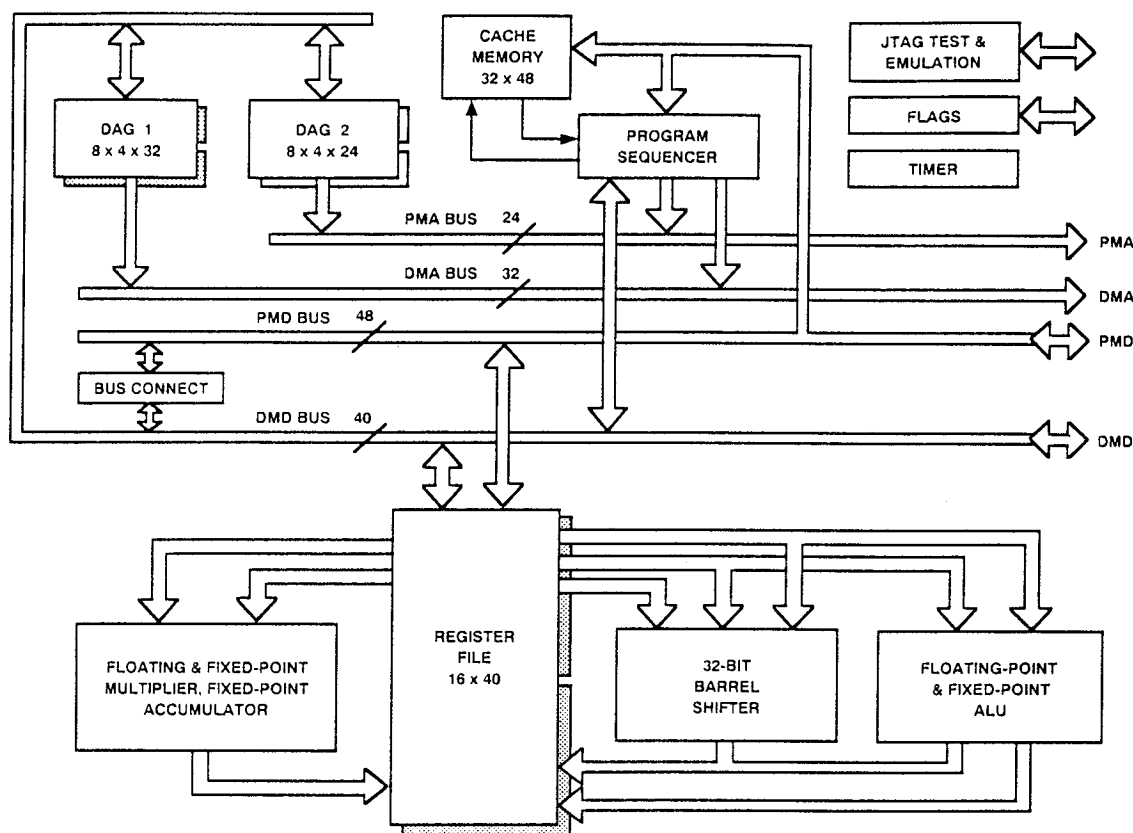 CACHE
MEMORY
32 x 48
JTAG TEST &
EMULATION
FLAGS
TIMER
DAG 1
8 x 4 x 32
DAG 2
8 x 4 x 24
PROGRAM
SEQUENCER
PMA BUS 24
PMA
DMA BUS 32
DMA
PMD BUS 48
PMD
BUS CONNECT
DMD BUS 40
DMD
REGISTER
FILE
16 x 40
FLOATING & FIXED-POINT
MULTIPLIER, FIXED-POINT
ACCUMULATOR
32-BIT
BARREL
SHIFTER
FLOATING-POINT
& FIXED-POINT
ALU